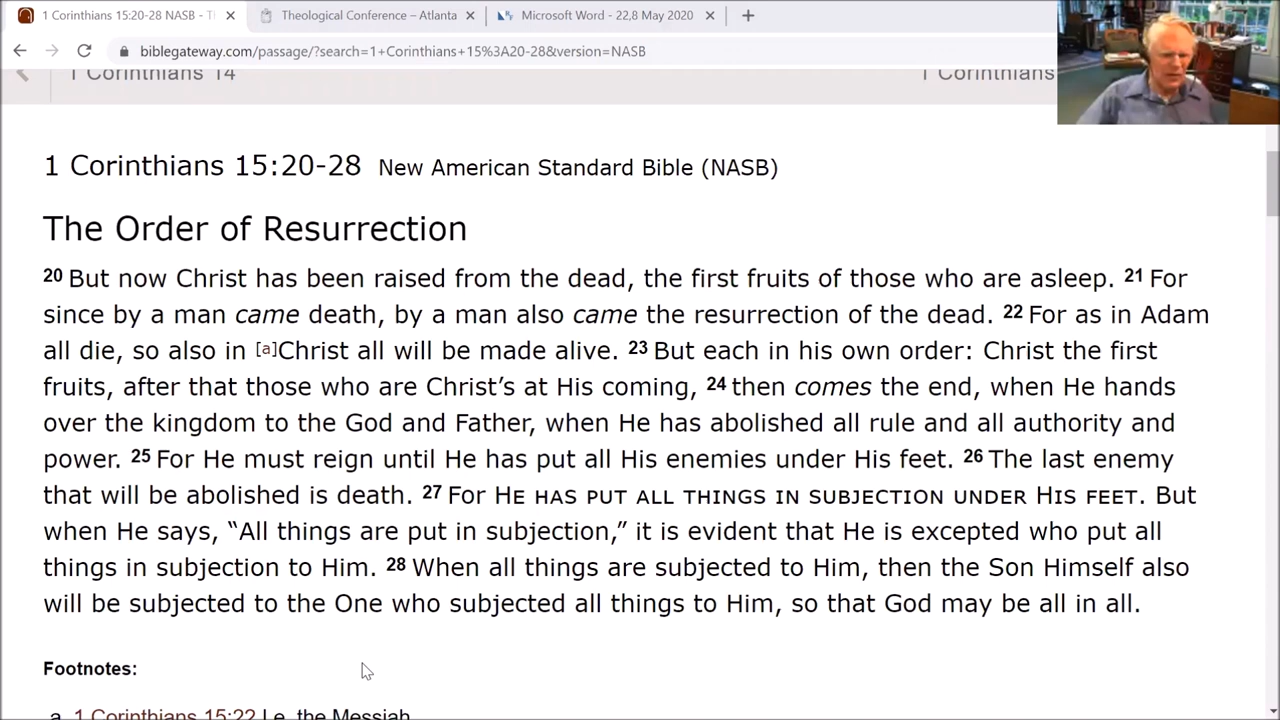 1 Corinthians 15:20-28 NASB - Th
Theological Conference – Atlanta
Microsoft Word - 22,8 May 2020
biblegateway.com/passage/?search=1+Corinthians+15%3A20-28&version=NASB
1 Corinthians 14
1 Corinthians
1 Corinthians 15:20-28 New American Standard Bible (NASB)
The Order of Resurrection
20 But now Christ has been raised from the dead, the first fruits of those who are asleep. 21 For
since by a man came death, by a man also came the resurrection of the dead. 22 For as in Adam
all die, so also in [a]Christ all will be made alive. 23 But each in his own order: Christ the first
fruits, after that those who are Christ’s at His coming, 24 then comes the end, when He hands
over the kingdom to the God and Father, when He has abolished all rule and all authority and
power. 25 For He must reign until He has put all His enemies under His feet. 26 The last enemy
that will be abolished is death. 27 For HE HAS PUT ALL THINGS IN SUBJECTION UNDER HIS FEET. But
when He says, “All things are put in subjection,” it is evident that He is excepted who put all
things in subjection to Him. 28 When all things are subjected to Him, then the Son Himself also
will be subjected to the One who subjected all things to Him, so that God may be all in all.
Footnotes:
a. 1 Corinthians 15:22 I.e. the Messiah